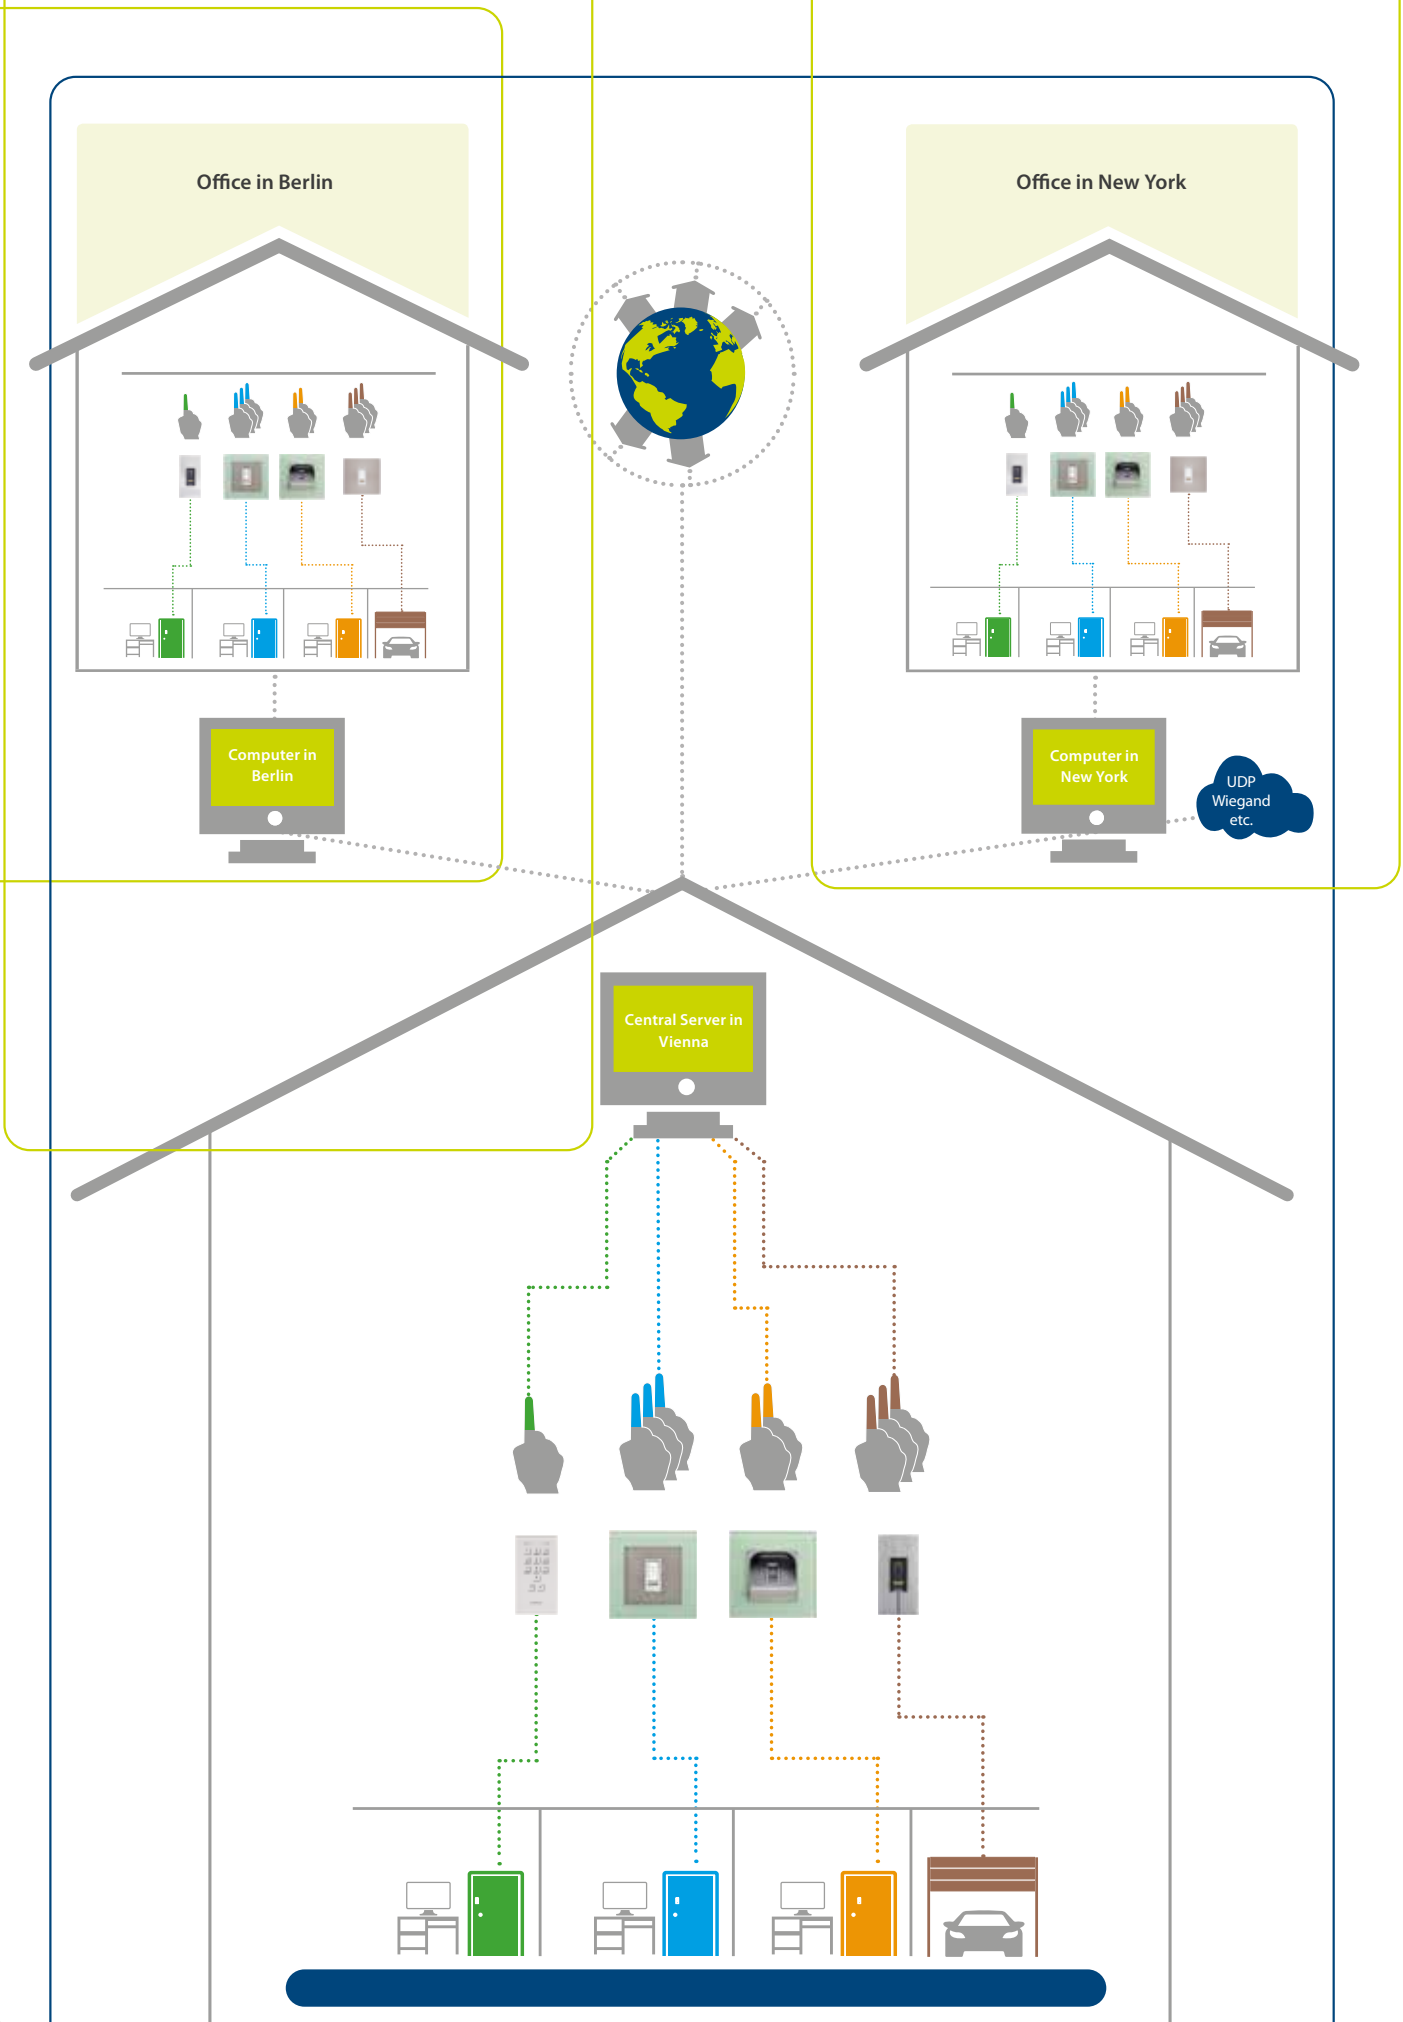 Office in Berlin
Office in New York
Computer in
Berlin
Computer in
New York
UDP
Wiegand
etc.
Central Server in
Vienna